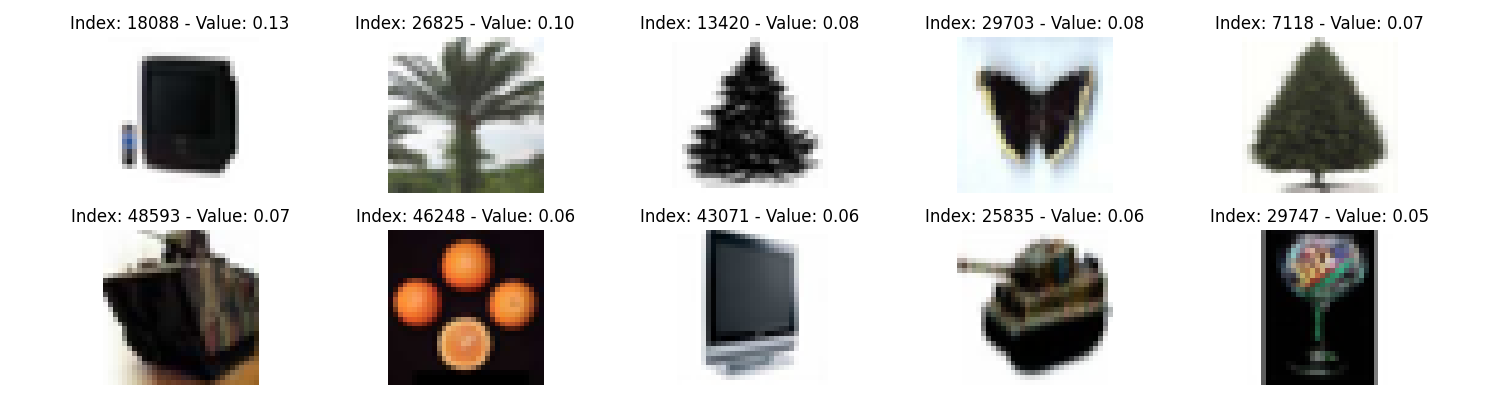 Index: 18088 - Value: 0.13
Index: 26825 - Value: 0.10
Index: 13420 - Value: 0.08
Index: 29703 - Value: 0.08
Index: 7118 - Value: 0.07
Index: 48593 - Value: 0.07
Index: 46248 - Value: 0.06
Index: 43071 - Value: 0.06
Index: 25835 - Value: 0.06
Index: 29747 - Value: 0.05